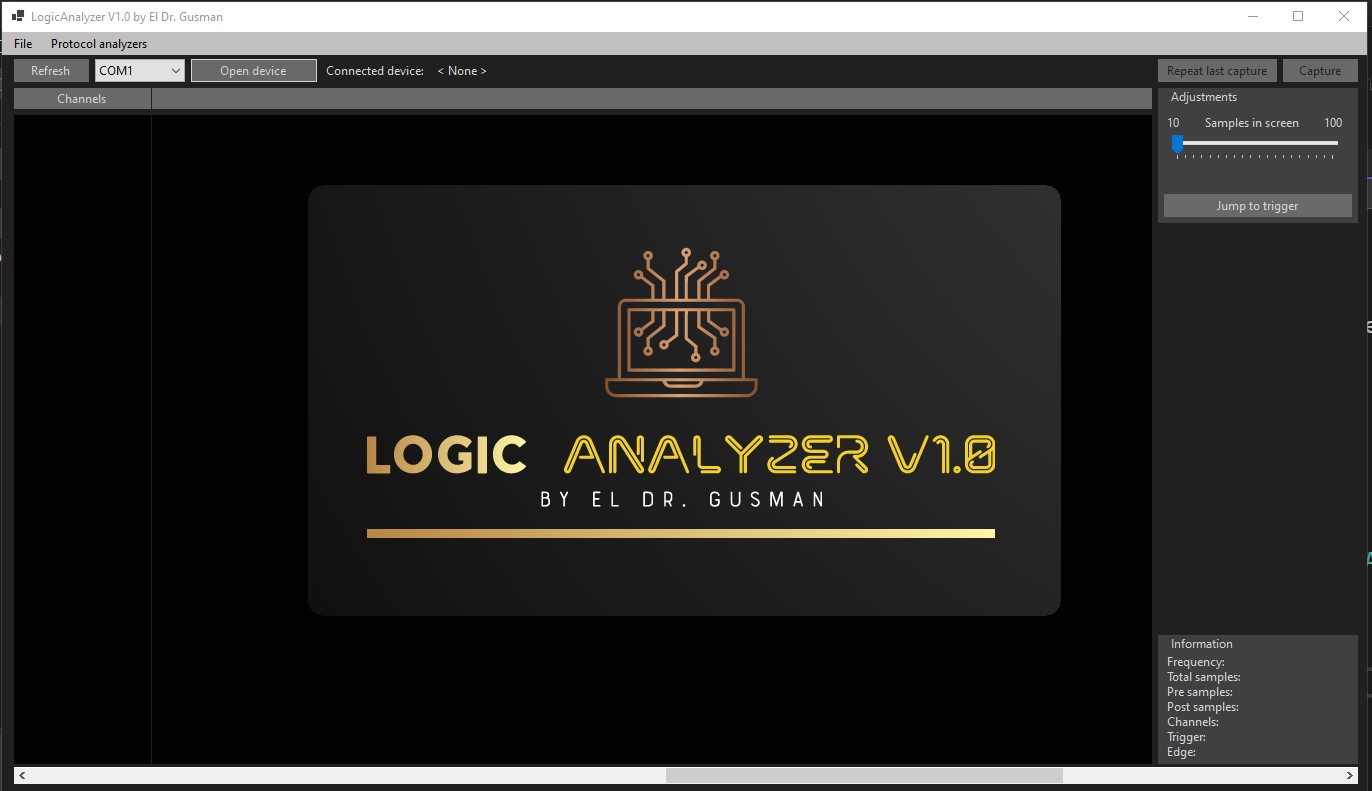 LogicAnalyzer V1.0 by El Dr. Gusman
File Protocol analyzers
Refresh COM1 Open device Connected device: < None > Repeat last capture Capture
Channels
Adjustments
10 Samples in screen 100
Jump to trigger
LOGIC ANALYZER V1.0
BY EL DR. GUSMAN
Information
Frequency:
Total samples:
Pre samples:
Post samples:
Channels:
Trigger:
Edge: